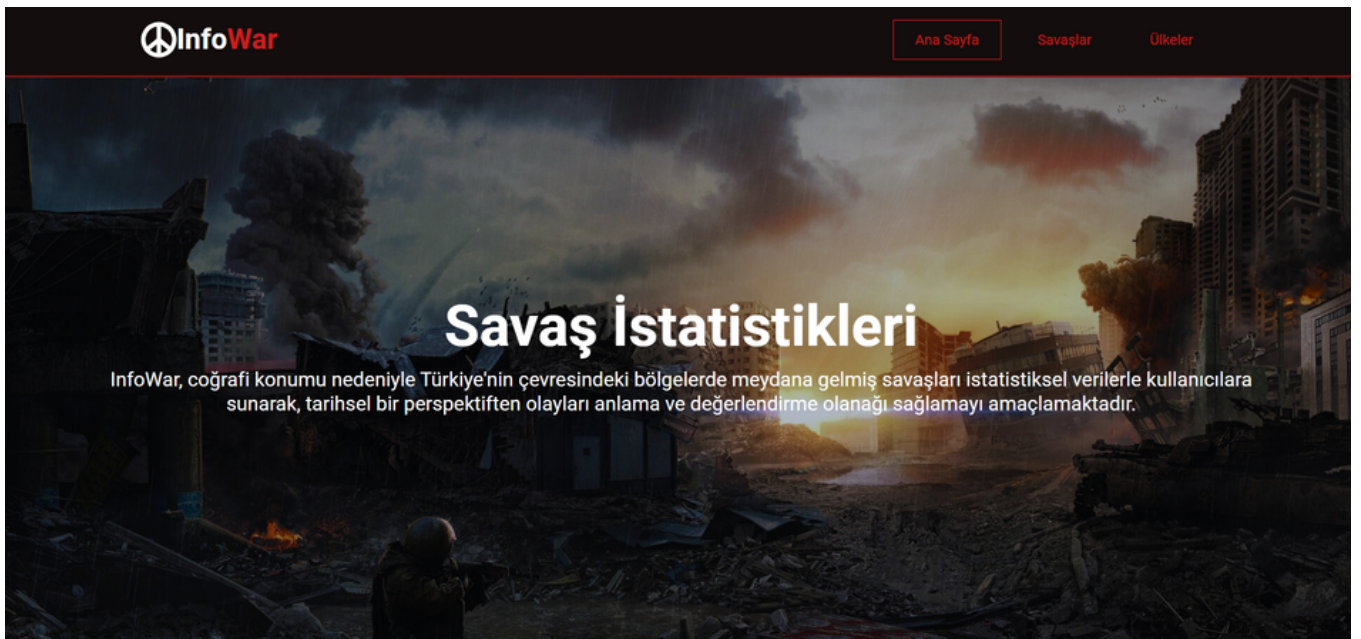 InfoWar
Ana Sayfa
Savaşlar
Ülkeler
Savaş İstatistikleri
InfoWar, coğrafi konumu nedeniyle Türkiye'nin çevresindeki bölgelerde meydana gelmiş savaşları istatistiksel verilerle kullanıcılara
sunarak, tarihsel bir perspektiften olayları anlama ve değerlendirme olanağı sağlamayı amaçlamaktadır.